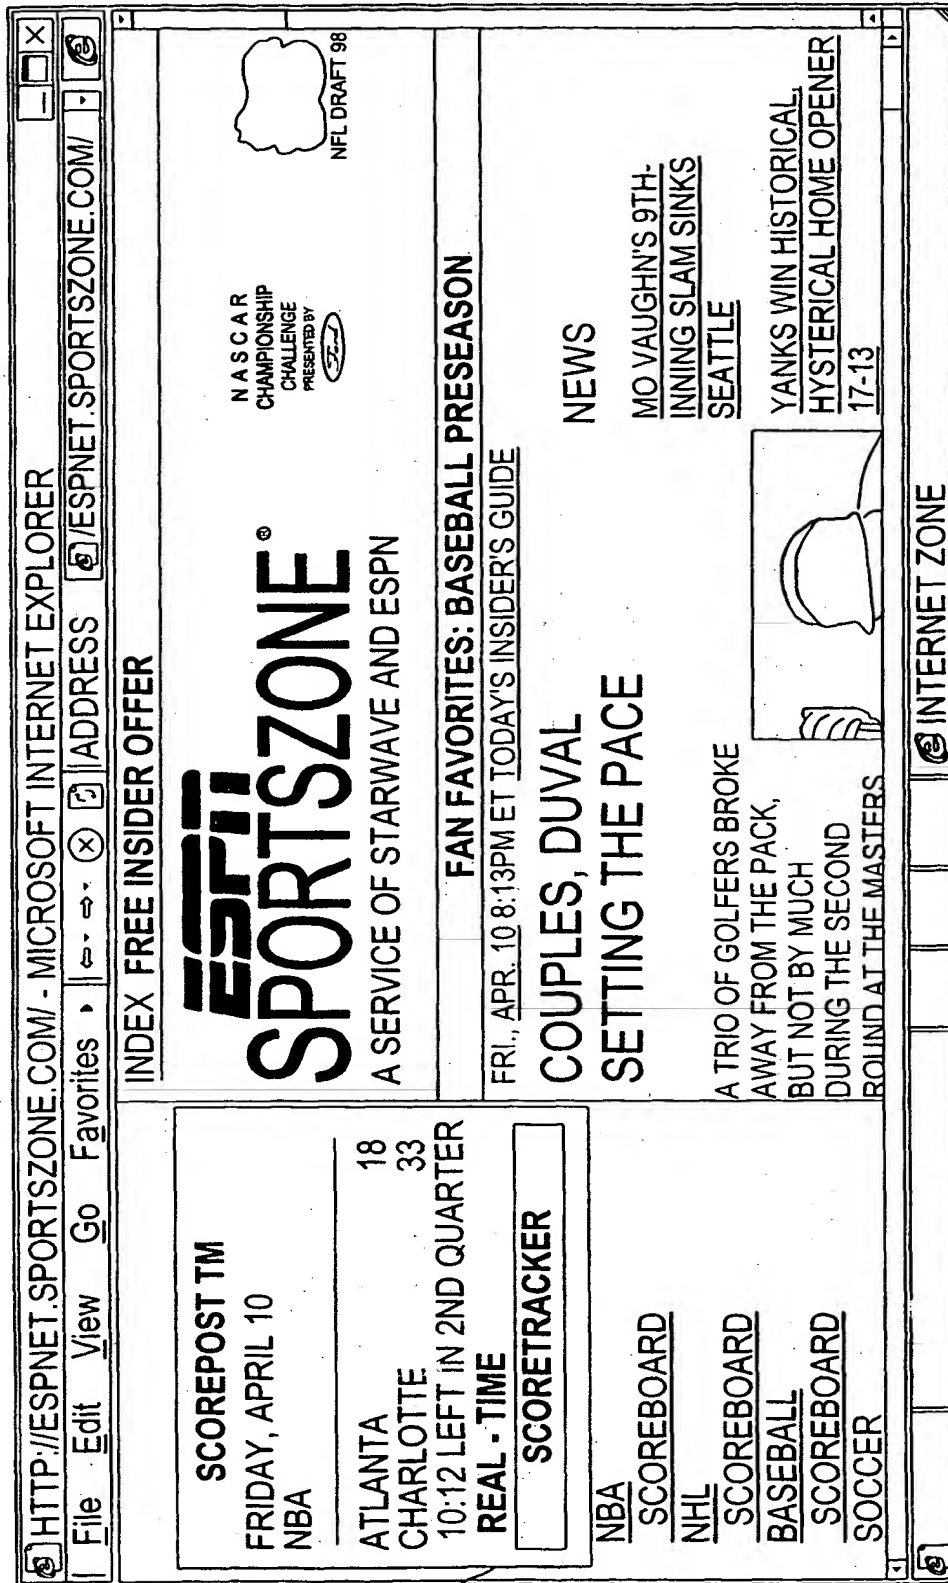 HTTP://ESPNET.SPORTSZONE.COM/ - MICROSOFT INTERNET EXPLORER
File Edit View Go Favorites ADDRESS /ESPNET.SPORTSZONE.COM/
SCOREPOST TM
FRIDAY, APRIL 10
NBA
ATLANTA 18
CHARLOTTE 33
10:12 LEFT IN 2ND QUARTER
REAL - TIME
SCORETRACKER
NBA
SCOREBOARD
NHL
SCOREBOARD
BASEBALL
SCOREBOARD
SOCCER
INDEX FREE INSIDER OFFER
ESPN
SPORTSZONE®
A SERVICE OF STARWAVE AND ESPN
NASCAR
CHAMPIONSHIP
CHALLENGE
PRESENTED BY
Ford
NFL DRAFT 98
FAN FAVORITES: BASEBALL PRESEASON
FRI., APR. 10 8:13PM ET TODAY'S INSIDER'S GUIDE
COUPLES, DUVAL
SETTING THE PACE
A TRIO OF GOLFERS BROKE
AWAY FROM THE PACK,
BUT NOT BY MUCH
DURING THE SECOND
ROUND AT THE MASTERS
NEWS
MO VAUGHN'S 9TH-
INNING SLAM SINKS
SEATTLE
YANKS WIN HISTORICAL,
HYSTERICAL HOME OPENER
17-13
INTERNET ZONE